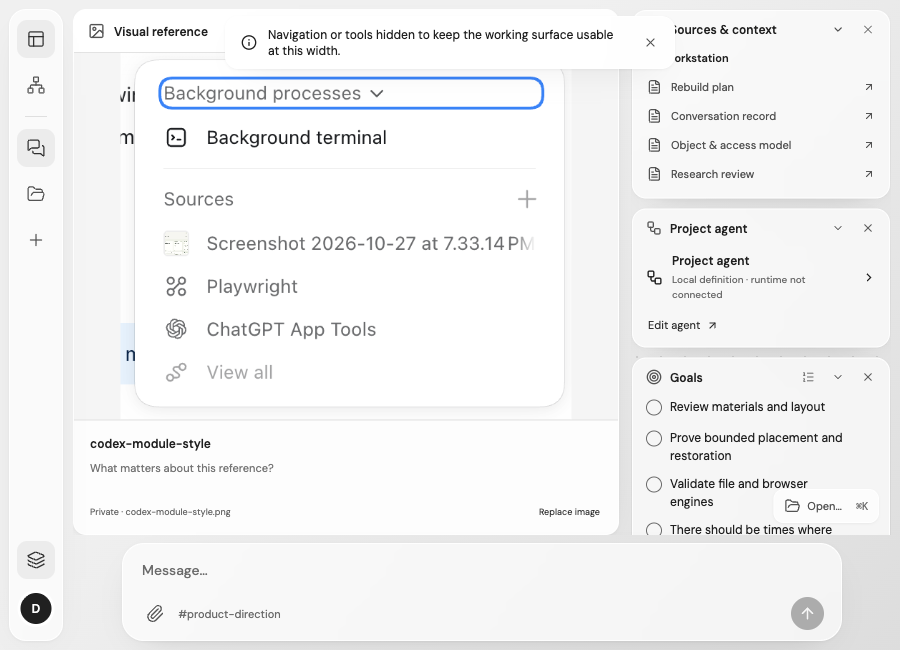 Visual reference
Navigation or tools hidden to keep the working surface usable
at this width.
Background processes
Background terminal
Sources
Screenshot 2026-10-27 at 7.33.14 PM
Playwright
ChatGPT App Tools
View all
codex-module-style
What matters about this reference?
Private · codex-module-style.png
Replace image
Sources & context
orkstation
Rebuild plan
Conversation record
Object & access model
Research review
Project agent
Project agent
Local definition · runtime not
connected
Edit agent
Goals
Review materials and layout
Prove bounded placement and
restoration
Validate file and browser
engines
There should be times where
Open... ⌘K
Message...
#product-direction
D